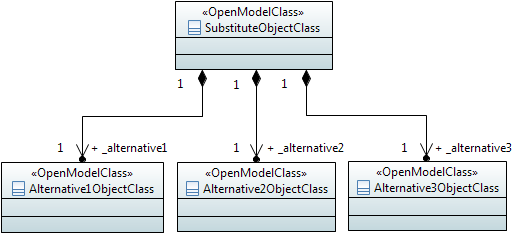 «OpenModelClass»
SubstituteObjectClass
1 1 1
1 + _alternative1 1 + _alternative2 1 + _alternative3
«OpenModelClass»
Alternative1ObjectClass
«OpenModelClass»
Alternative2ObjectClass
«OpenModelClass»
Alternative3ObjectClass